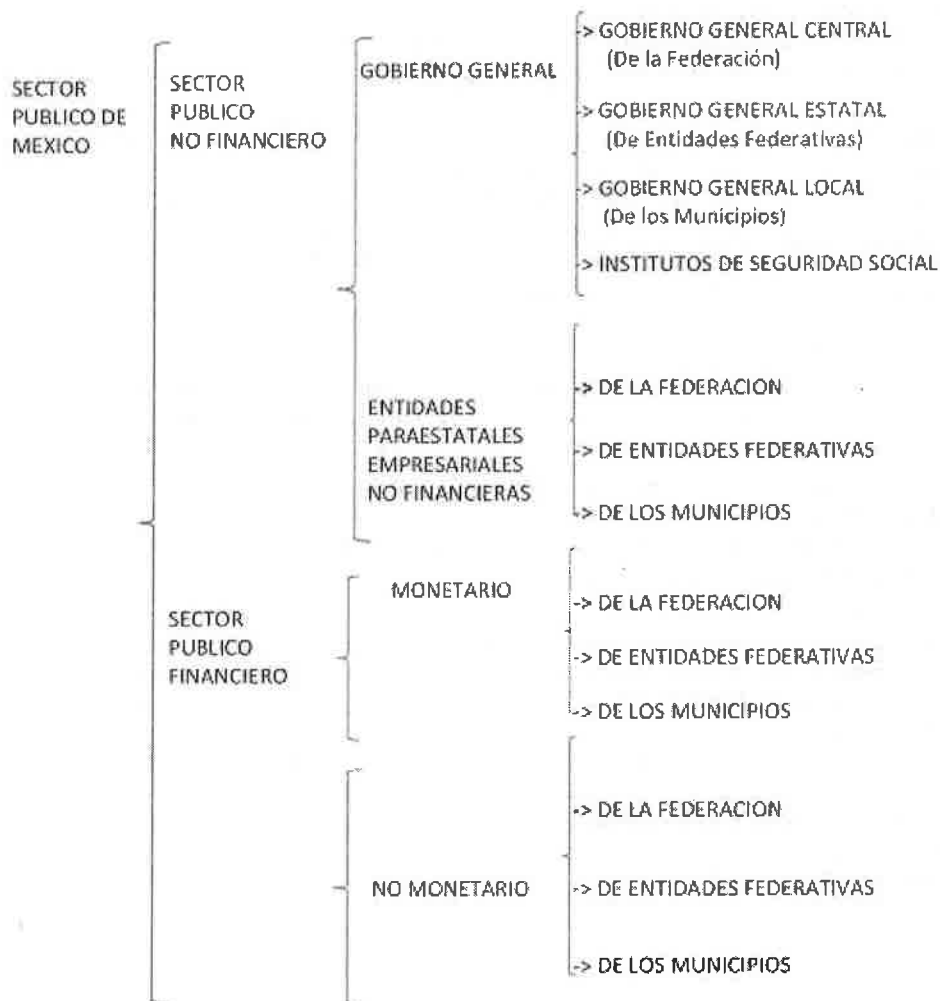 SECTOR
PUBLICO DE
MEXICO
SECTOR
PUBLICO
NO FINANCIERO
GOBIERNO GENERAL
-> GOBIERNO GENERAL CENTRAL
(De la Federación)
-> GOBIERNO GENERAL ESTATAL
(De Entidades Federativas)
-> GOBIERNO GENERAL LOCAL
(De los Municipios)
-> INSTITUTOS DE SEGURIDAD SOCIAL
ENTIDADES
PARAESTATALES
EMPRESARIALES
NO FINANCIERAS
-> DE LA FEDERACION
-> DE ENTIDADES FEDERATIVAS
-> DE LOS MUNICIPIOS
SECTOR
PUBLICO
FINANCIERO
MONETARIO
-> DE LA FEDERACION
-> DE ENTIDADES FEDERATIVAS
-> DE LOS MUNICIPIOS
NO MONETARIO
-> DE LA FEDERACION
-> DE ENTIDADES FEDERATIVAS
-> DE LOS MUNICIPIOS